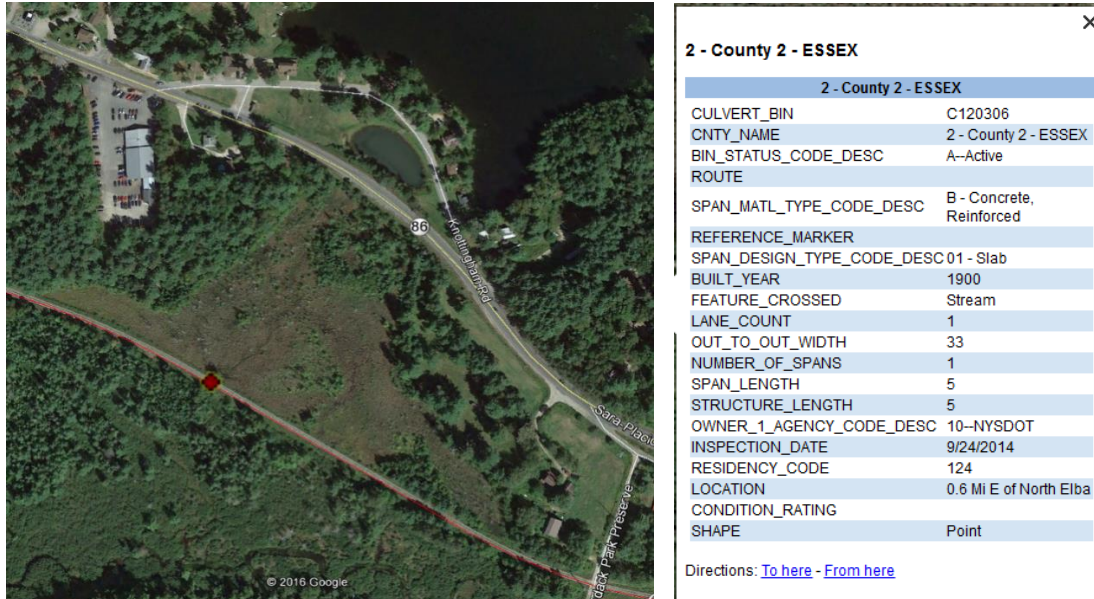 86
Knottingham Rd
Sara-Placid
dack Park Preserve
© 2016 Google
2 - County 2 - ESSEX
2 - County 2 - ESSEX
CULVERT_BIN C120306
CNTY_NAME 2 - County 2 - ESSEX
BIN_STATUS_CODE_DESC A--Active
ROUTE
SPAN_MATL_TYPE_CODE_DESC B - Concrete,
Reinforced
REFERENCE_MARKER
SPAN_DESIGN_TYPE_CODE_DESC 01 - Slab
BUILT_YEAR 1900
FEATURE_CROSSED Stream
LANE_COUNT 1
OUT_TO_OUT_WIDTH 33
NUMBER_OF_SPANS 1
SPAN_LENGTH 5
STRUCTURE_LENGTH 5
OWNER_1_AGENCY_CODE_DESC 10--NYSDOT
INSPECTION_DATE 9/24/2014
RESIDENCY_CODE 124
LOCATION 0.6 Mi E of North Elba
CONDITION_RATING
SHAPE Point
Directions: To here - From here